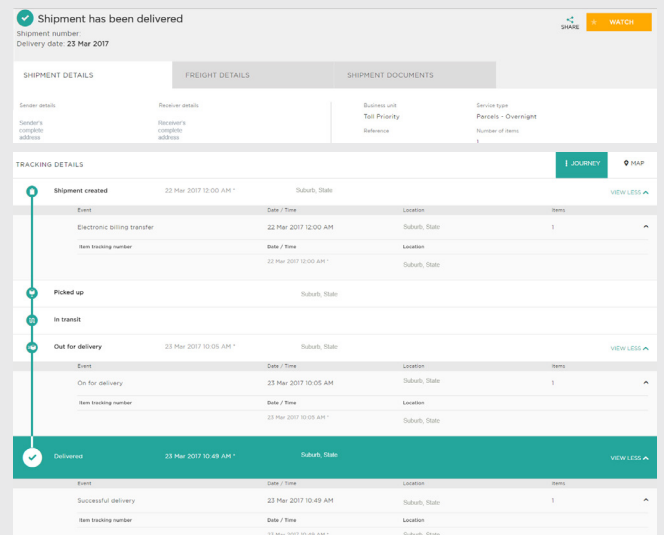 Shipment has been delivered
Shipment number:
Delivery date: 23 Mar 2017
SHARE
WATCH
SHIPMENT DETAILS
FREIGHT DETAILS
SHIPMENT DOCUMENTS
Sender details
Receiver details
Business unit
Service type
Toll Priority
Parcels - Overnight
Sender's
complete
address
Receiver's
complete
address
Reference
Number of items
1
TRACKING DETAILS
JOURNEY
MAP
Shipment created 22 Mar 2017 12:00 AM * Suburb, State VIEW LESS
Event Date / Time Location Items
Electronic billing transfer 22 Mar 2017 12:00 AM Suburb, State 1
Item tracking number Date / Time Location
22 Mar 2017 12:00 AM * Suburb, State
Picked up Suburb, State
In transit
Out for delivery 23 Mar 2017 10:05 AM * Suburb, State VIEW LESS
Event Date / Time Location Items
On for delivery 23 Mar 2017 10:05 AM Suburb, State 1
Item tracking number Date / Time Location
23 Mar 2017 10:05 AM * Suburb, State
Delivered 23 Mar 2017 10:49 AM * Suburb, State VIEW LESS
Event Date / Time Location Items
Successful delivery 23 Mar 2017 10:49 AM Suburb, State 1
Item tracking number Date / Time Location
23 Mar 2017 10:49 AM * Suburb, State